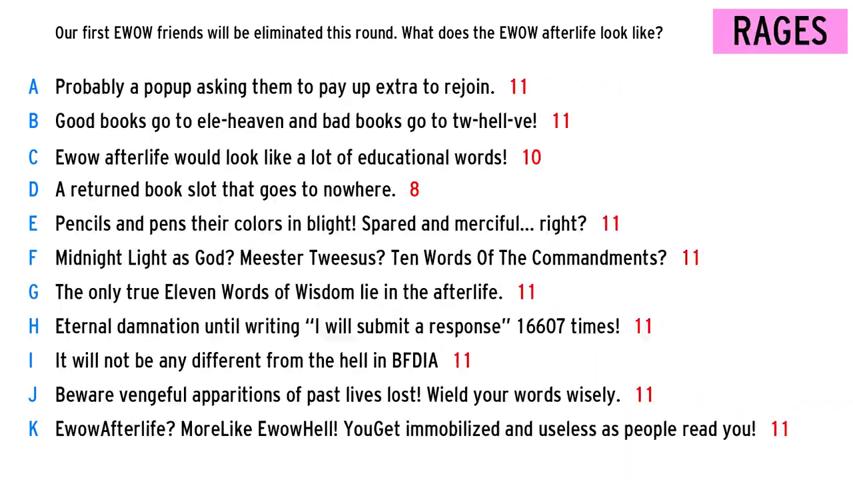 Our first EWOW friends will be eliminated this round. What does the EWOW afterlife look like?
RAGES
A Probably a popup asking them to pay up extra to rejoin. 11
B Good books go to ele-heaven and bad books go to tw-hell-ve! 11
C Ewow afterlife would look like a lot of educational words! 10
D A returned book slot that goes to nowhere. 8
E Pencils and pens their colors in blight! Spared and merciful... right? 11
F Midnight Light as God? Meester Tweesus? Ten Words Of The Commandments? 11
G The only true Eleven Words of Wisdom lie in the afterlife. 11
H Eternal damnation until writing “I will submit a response” 16607 times! 11
I It will not be any different from the hell in BFDIA 11
J Beware vengeful apparitions of past lives lost! Wield your words wisely. 11
K EwowAfterlife? MoreLike EwowHell! YouGet immobilized and useless as people read you! 11